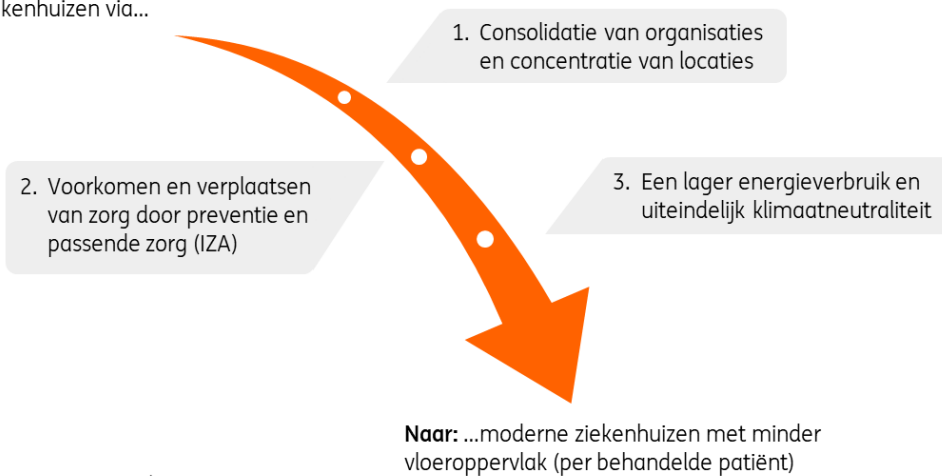 kenhuizen via...
1. Consolidatie van organisaties
en concentratie van locaties
2. Voorkomen en verplaatsen
van zorg door preventie en
passende zorg (IZA)
3. Een lager energieverbruik en
uiteindelijk klimaatneutraliteit
Naar: ...moderne ziekenhuizen met minder
vloeroppervlak (per behandelde patiënt)